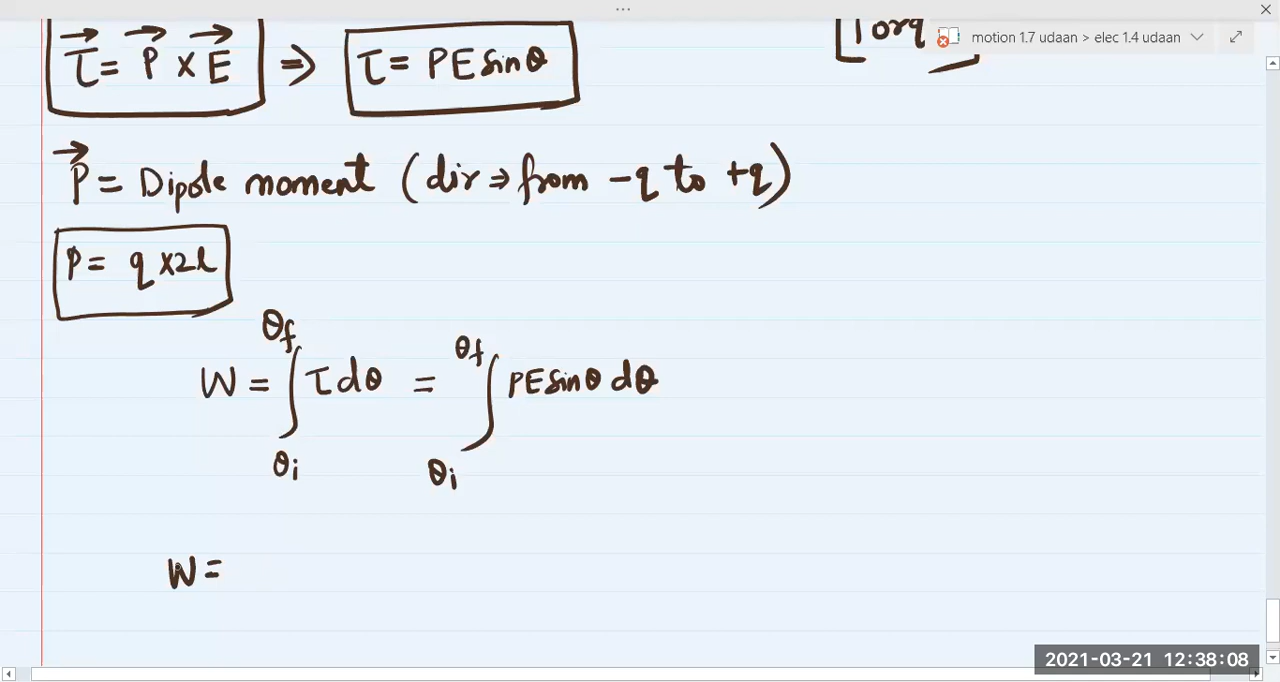 [Torq
motion 1.7 udaan > elec 1.4 udaan
τ⃗ = P⃗ × E⃗ ⇒ τ = PE sinθ
P⃗ = Dipole moment (dir ⇒ from -q to +q)
P = q×2l
W = ∫θi^θf τ dθ = ∫θi^θf PE sinθ dθ
W =
2021-03-21 12:38:08